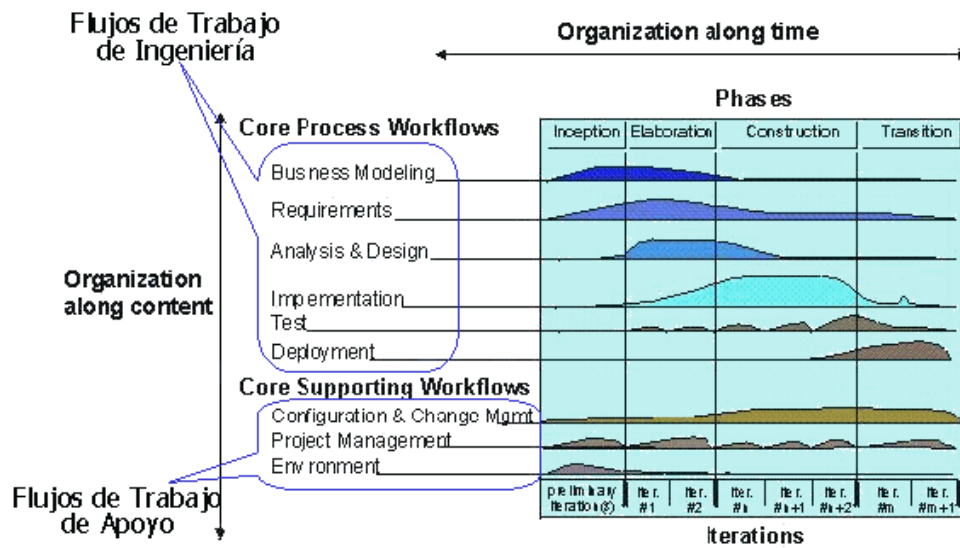 Flujos de Trabajo
de Ingeniería
Organization along time
Phases
Core Process Workflows
Inception Elaboration Construction Transition
Busness Modeling
Requirements
Analysis & Design
Organization
along content
Impementation
Test
Deployment
Core Supporting Workflows
Configuration & Change Mgmt
Project Management
Environment
Flujos de Trabajo
de Apoyo
preliminary
iteration(s)
Iter.
#1
Iter.
#2
Iter.
#n
Iter.
#n+1
Iter.
#n+2
Iter.
#m
Iter.
#m+1
Iterations